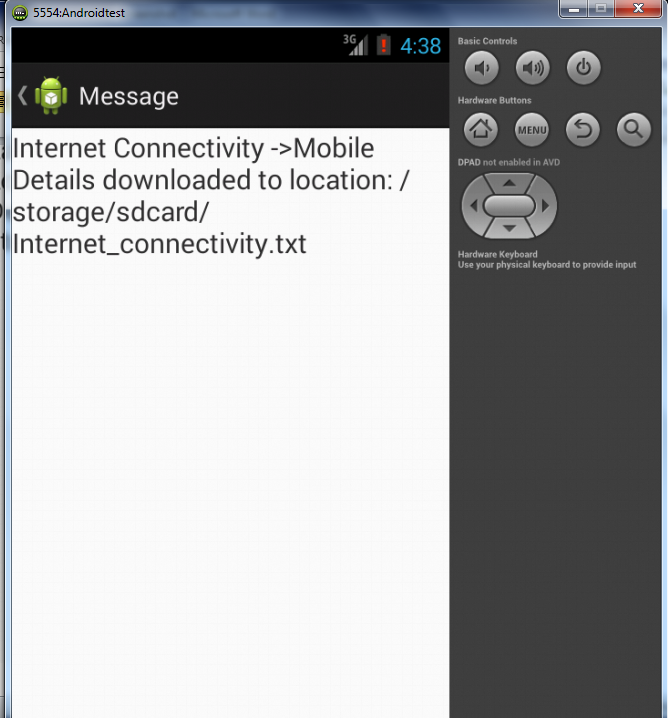 5554:Androidtest
3G 4:38
Message
Internet Connectivity ->Mobile
Details downloaded to location: /
storage/sdcard/
Internet_connectivity.txt
Basic Controls
Hardware Buttons
MENU
DPAD not enabled in AVD
Hardware Keyboard
Use your physical keyboard to provide input